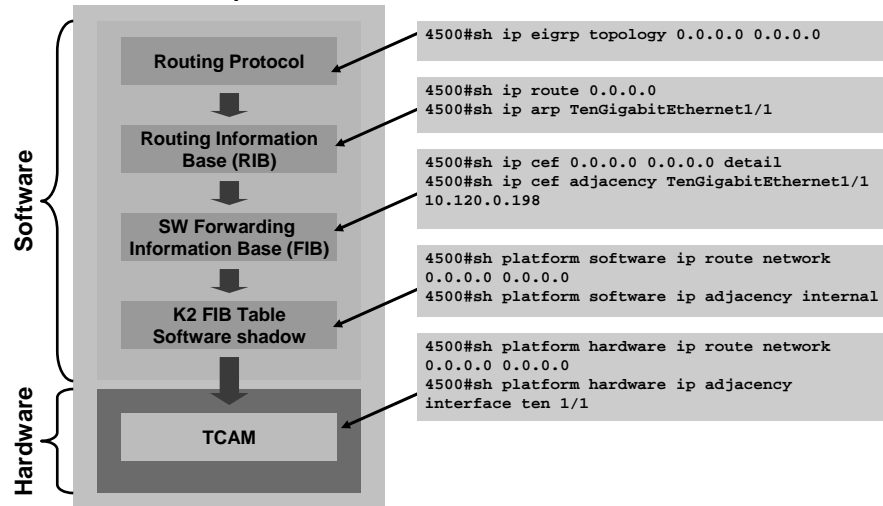 Software
Hardware
Routing Protocol
Routing Information
Base (RIB)
SW Forwarding
Information Base (FIB)
K2 FIB Table
Software shadow
TCAM
4500#sh ip eigrp topology 0.0.0.0 0.0.0.0
4500#sh ip route 0.0.0.0
4500#sh ip arp TenGigabitEthernet1/1
4500#sh ip cef 0.0.0.0 0.0.0.0 detail
4500#sh ip cef adjacency TenGigabitEthernet1/1
10.120.0.198
4500#sh platform software ip route network
0.0.0.0 0.0.0.0
4500#sh platform software ip adjacency internal
4500#sh platform hardware ip route network
0.0.0.0 0.0.0.0
4500#sh platform hardware ip adjacency
interface ten 1/1